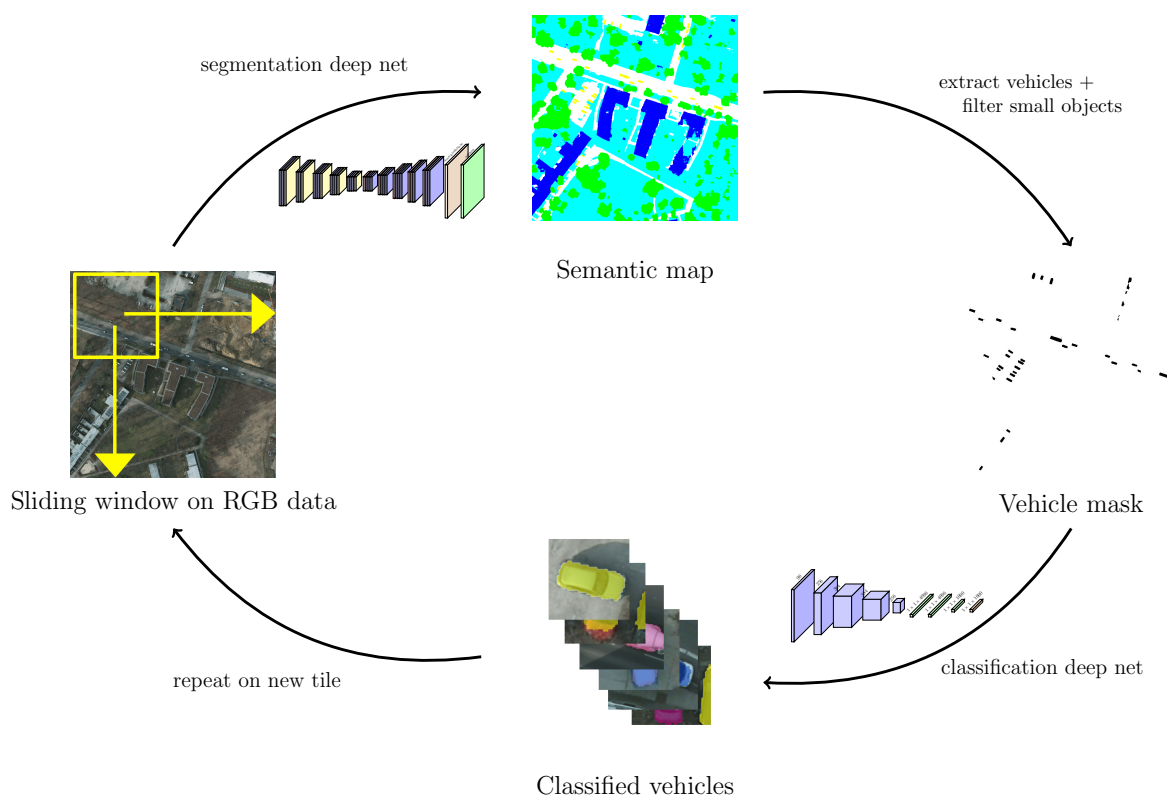 segmentation deep net
extract vehicles +
filter small objects
Semantic map
Sliding window on RGB data
Vehicle mask
classification deep net
repeat on new tile
Classified vehicles